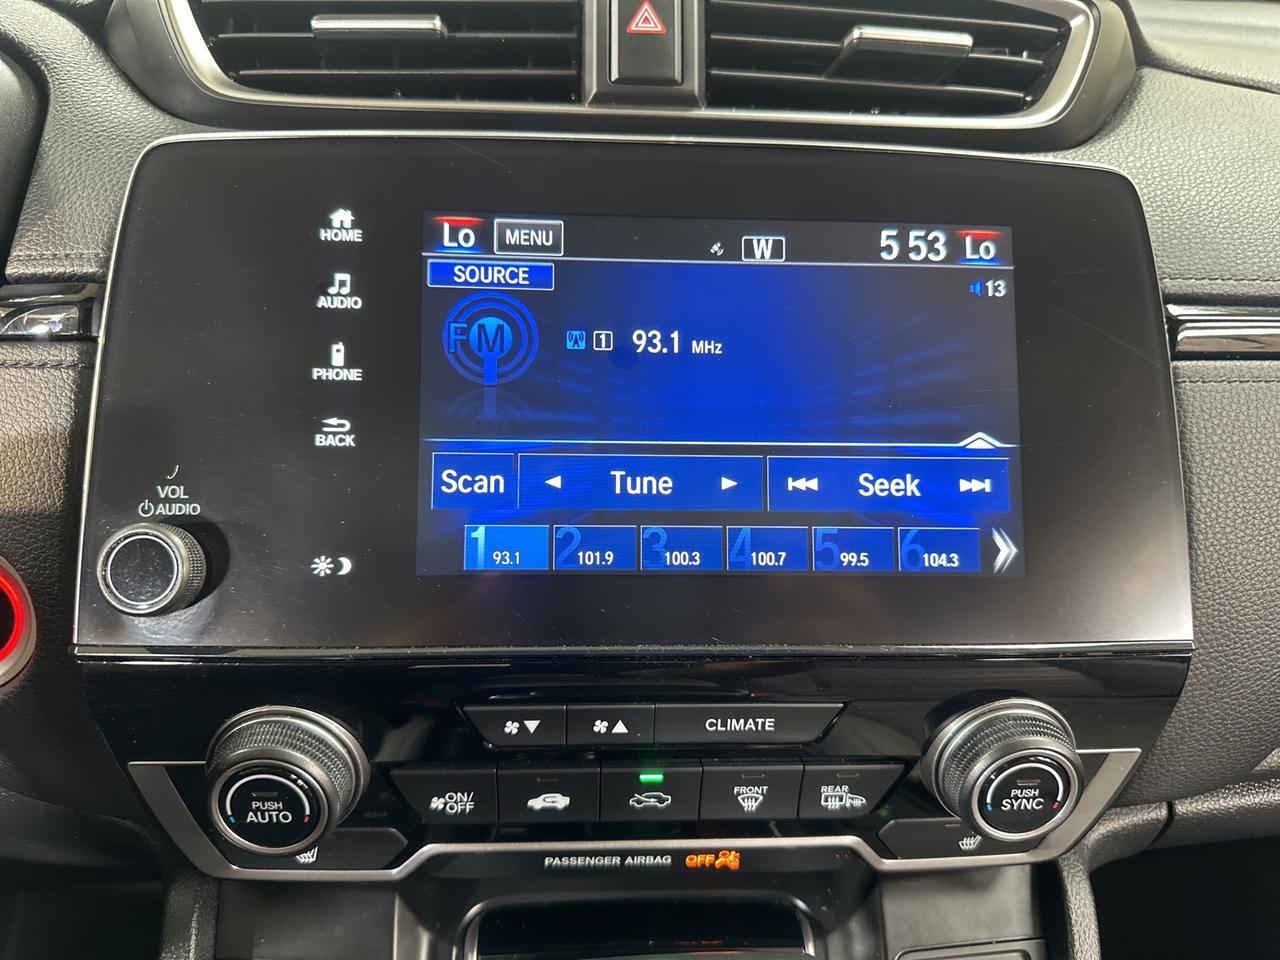 HOME
AUDIO
PHONE
BACK
VOL
AUDIO
Lo MENU W 5 53 Lo
SOURCE
13
FM 1 93.1 MHz
Scan Tune Seek
1 93.1 2 101.9 3 100.3 4 100.7 5 99.5 6 104.3
CLIMATE
PUSH
AUTO
ON/
OFF
FRONT
REAR
PUSH
SYNC
PASSENGER AIRBAG OFF